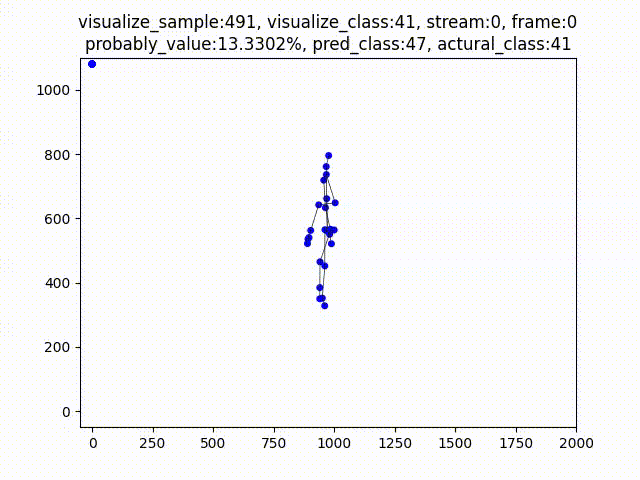 visualize_sample:491, visualize_class:41, stream:0, frame:0
probably_value:13.3302%, pred_class:47, actural_class:41
1000
800
600
400
200
0
0 250 500 750 1000 1250 1500 1750 2000